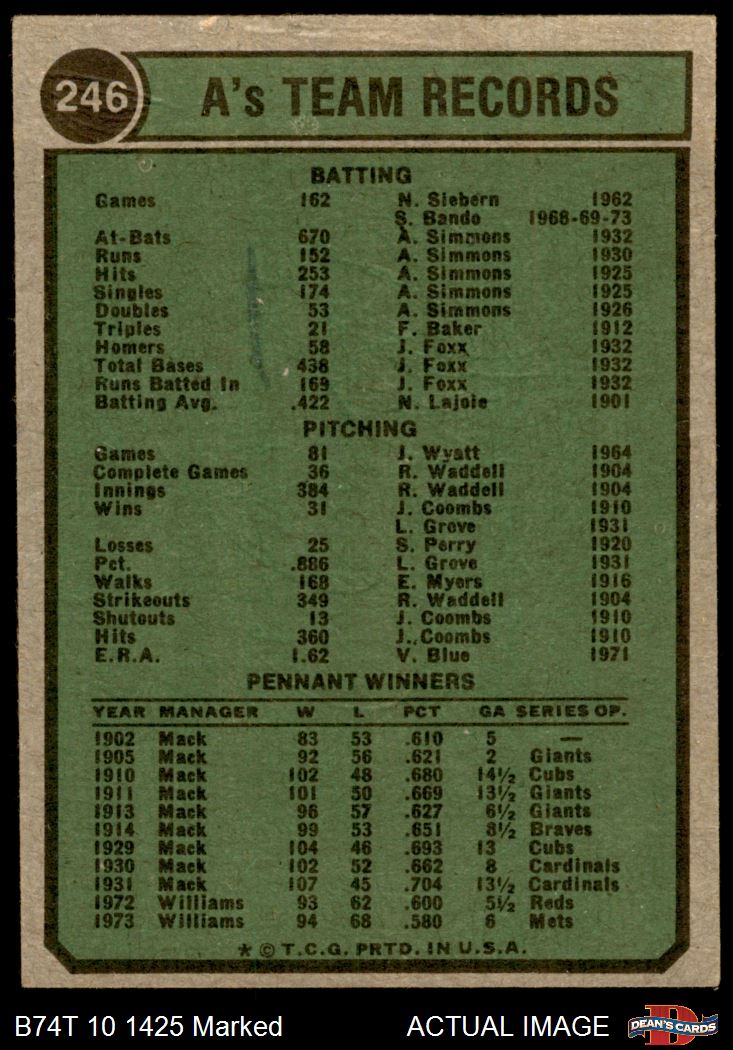 246 A's TEAM RECORDS
BATTING
Games 162 N. Siebern 1962
S. Bando 1968-69-73
At-Bats 670 A. Simmons 1932
Runs 152 A. Simmons 1930
Hits 253 A. Simmons 1925
Singles 174 A. Simmons 1925
Doubles 53 A. Simmons 1926
Triples 21 F. Baker 1912
Homers 58 J. Foxx 1932
Total Bases 438 J. Foxx 1932
Runs Batted In 169 J. Foxx 1932
Batting Avg. .422 N. Lajoie 1901
PITCHING
Games 81 J. Wyatt 1964
Complete Games 36 R. Waddell 1904
Innings 384 R. Waddell 1904
Wins 31 J. Coombs 1910
L. Grove 1931
Losses 25 S. Perry 1920
Pct. .886 L. Grove 1931
Walks 168 E. Myers 1916
Strikeouts 349 R. Waddell 1904
Shutouts 13 J. Coombs 1910
Hits 360 J. Coombs 1910
E.R.A. 1.62 V. Blue 1971
PENNANT WINNERS
YEAR MANAGER W L PCT GA SERIES OP.
1902 Mack 83 53 .610 5 —
1905 Mack 92 56 .621 2 Giants
1910 Mack 102 48 .680 14½ Cubs
1911 Mack 101 50 .669 13½ Giants
1913 Mack 96 57 .627 6½ Giants
1914 Mack 99 53 .651 8½ Braves
1929 Mack 104 46 .693 13 Cubs
1930 Mack 102 52 .662 8 Cardinals
1931 Mack 107 45 .704 13½ Cardinals
1972 Williams 93 62 .600 5½ Reds
1973 Williams 94 68 .580 6 Mets
* © T.C.G. PRTD. IN U.S.A.
B74T 10 1425 Marked ACTUAL IMAGE DEAN'S CARDS